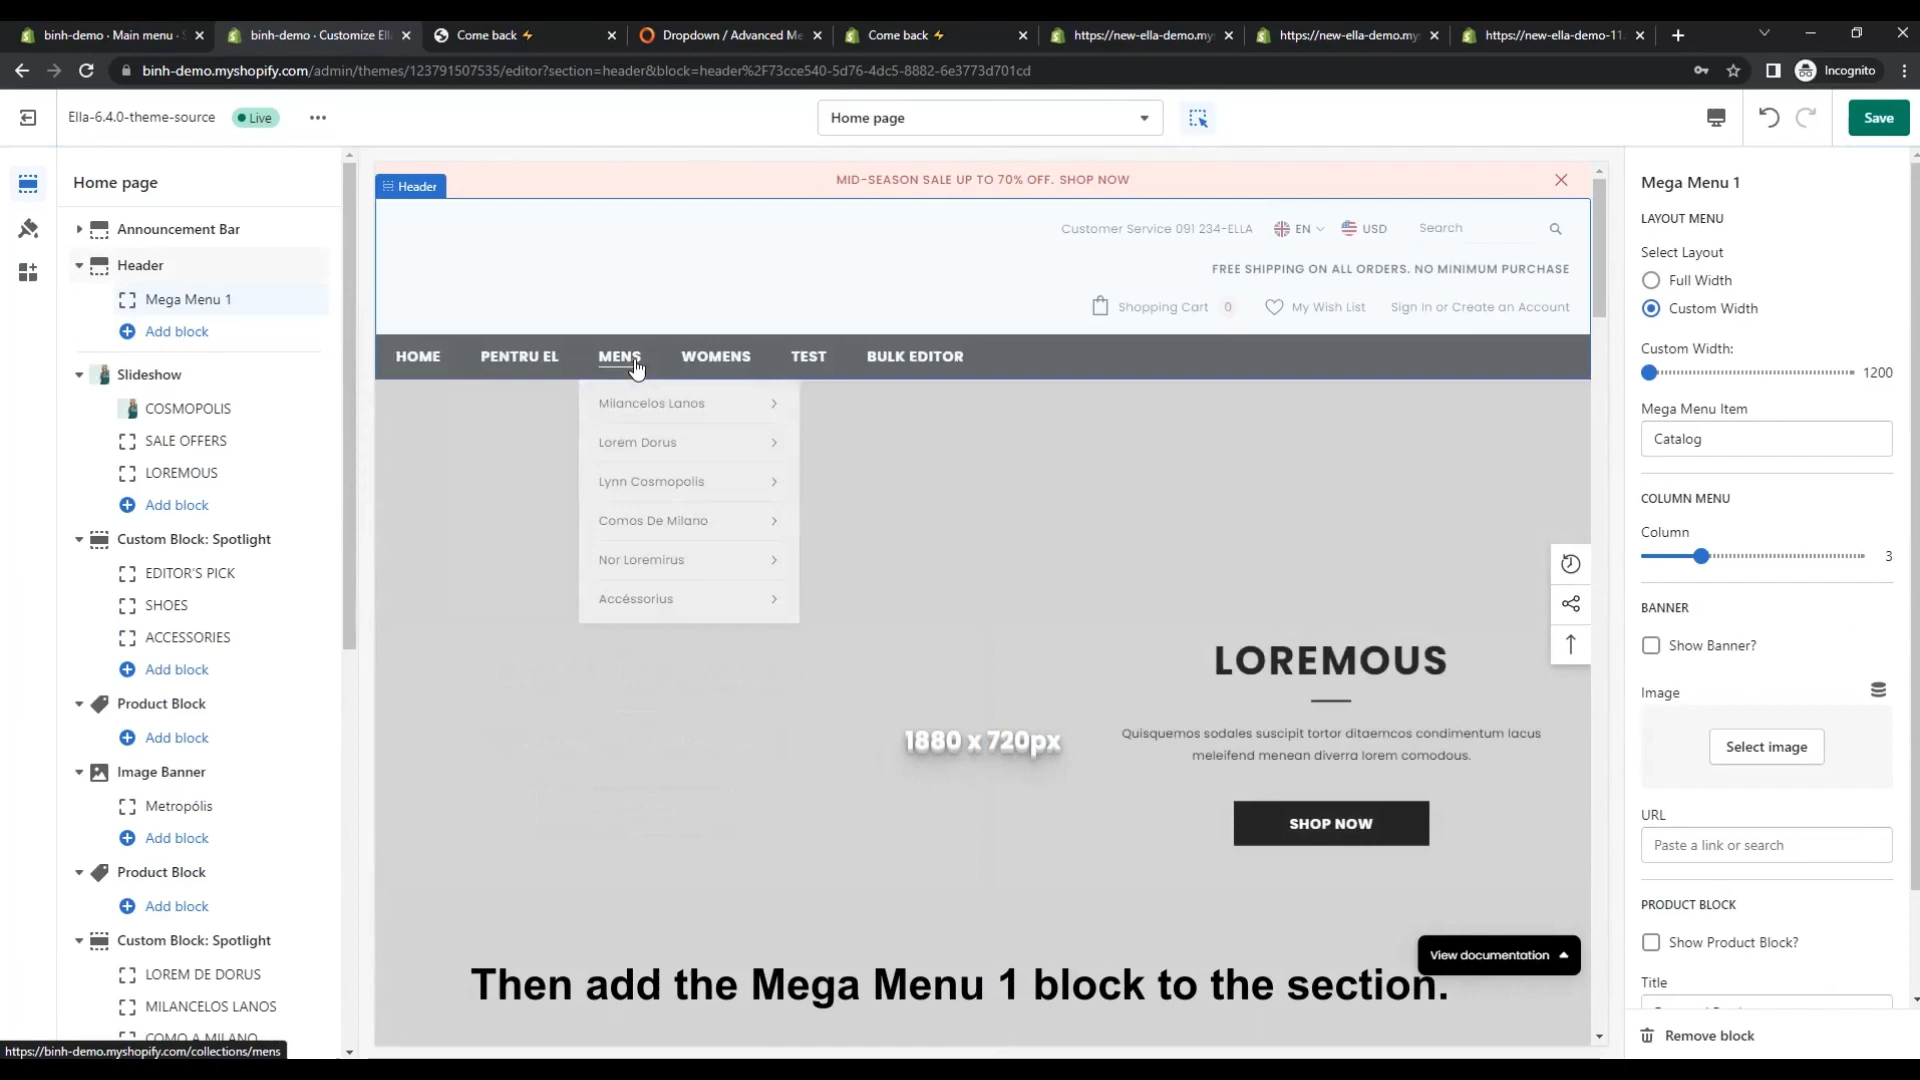 binh-demo · Main menu ·
binh-demo · Customize Ell
Come back ⚡
Dropdown / Advanced Me
Come back ⚡
https://new-ella-demo.my
https://new-ella-demo.my
https://new-ella-demo-11.
binh-demo.myshopify.com/admin/themes/123791507535/editor?section=header&block=header%2F73cce540-5d76-4dc5-8882-6e3773d701cd
Incognito
Ella-6.4.0-theme-source
Live
Home page
Save
Home page
Announcement Bar
Header
Mega Menu 1
Add block
Slideshow
COSMOPOLIS
SALE OFFERS
LOREMOUS
Add block
Custom Block: Spotlight
EDITOR'S PICK
SHOES
ACCESSORIES
Add block
Product Block
Add block
Image Banner
Metropólis
Add block
Product Block
Add block
Custom Block: Spotlight
LOREM DE DORUS
MILANCELOS LANOS
COMO A MILANO
https://binh-demo.myshopify.com/collections/mens
MID-SEASON SALE UP TO 70% OFF. SHOP NOW
Header
Customer Service 091 234-ELLA
EN
USD
Search
FREE SHIPPING ON ALL ORDERS. NO MINIMUM PURCHASE
Shopping Cart 0
My Wish List
Sign In or Create an Account
HOME
PENTRU EL
MENS
WOMENS
TEST
BULK EDITOR
Milancelos Lanos
Lorem Dorus
Lynn Cosmopolis
Comos De Milano
Nor Loremirus
Accéssorius
LOREMOUS
1880 x 720px
Quisquemos sodales suscipit tortor ditaemcos condimentum lacus
meleifend menean diverra lorem comodous.
SHOP NOW
View documentation
Then add the Mega Menu 1 block to the section.
Mega Menu 1
LAYOUT MENU
Select Layout
Full Width
Custom Width
Custom Width:
1200
Mega Menu Item
Catalog
COLUMN MENU
Column
3
BANNER
Show Banner?
Image
Select image
URL
Paste a link or search
PRODUCT BLOCK
Show Product Block?
Title
Remove block